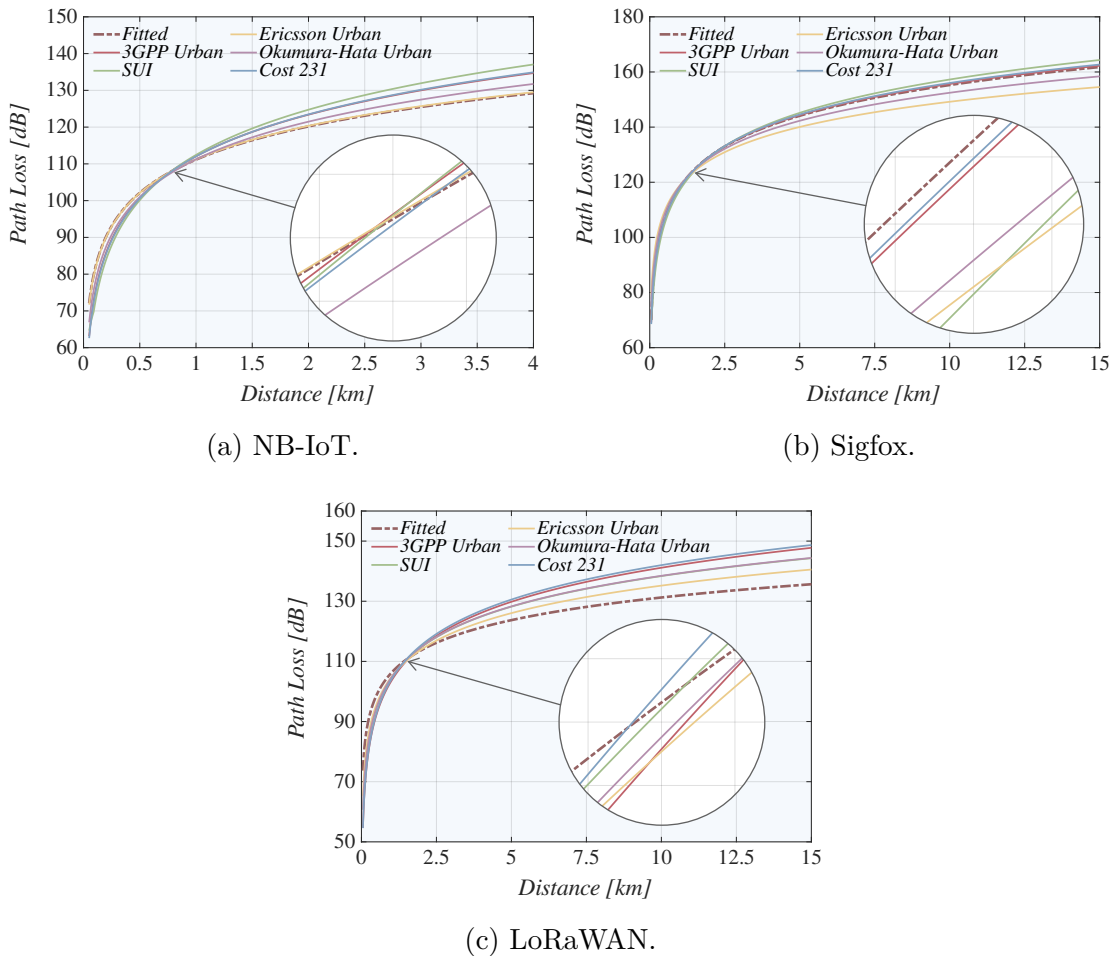 150
140
130
120
110
100
90
80
70
60
Path Loss [dB]
Fitted
3GPP Urban
SUI
Ericsson Urban
Okumura-Hata Urban
Cost 231
0
0.5
1
1.5
2
2.5
3
3.5
4
Distance [km]
(a) NB-IoT.
180
160
140
120
100
80
60
Path Loss [dB]
Fitted
3GPP Urban
SUI
Ericsson Urban
Okumura-Hata Urban
Cost 231
0
2.5
5
7.5
10
12.5
15
Distance [km]
(b) Sigfox.
160
150
130
110
90
70
50
Path Loss [dB]
Fitted
3GPP Urban
SUI
Ericsson Urban
Okumura-Hata Urban
Cost 231
0
2.5
5
7.5
10
12.5
15
Distance [km]
(c) LoRaWAN.